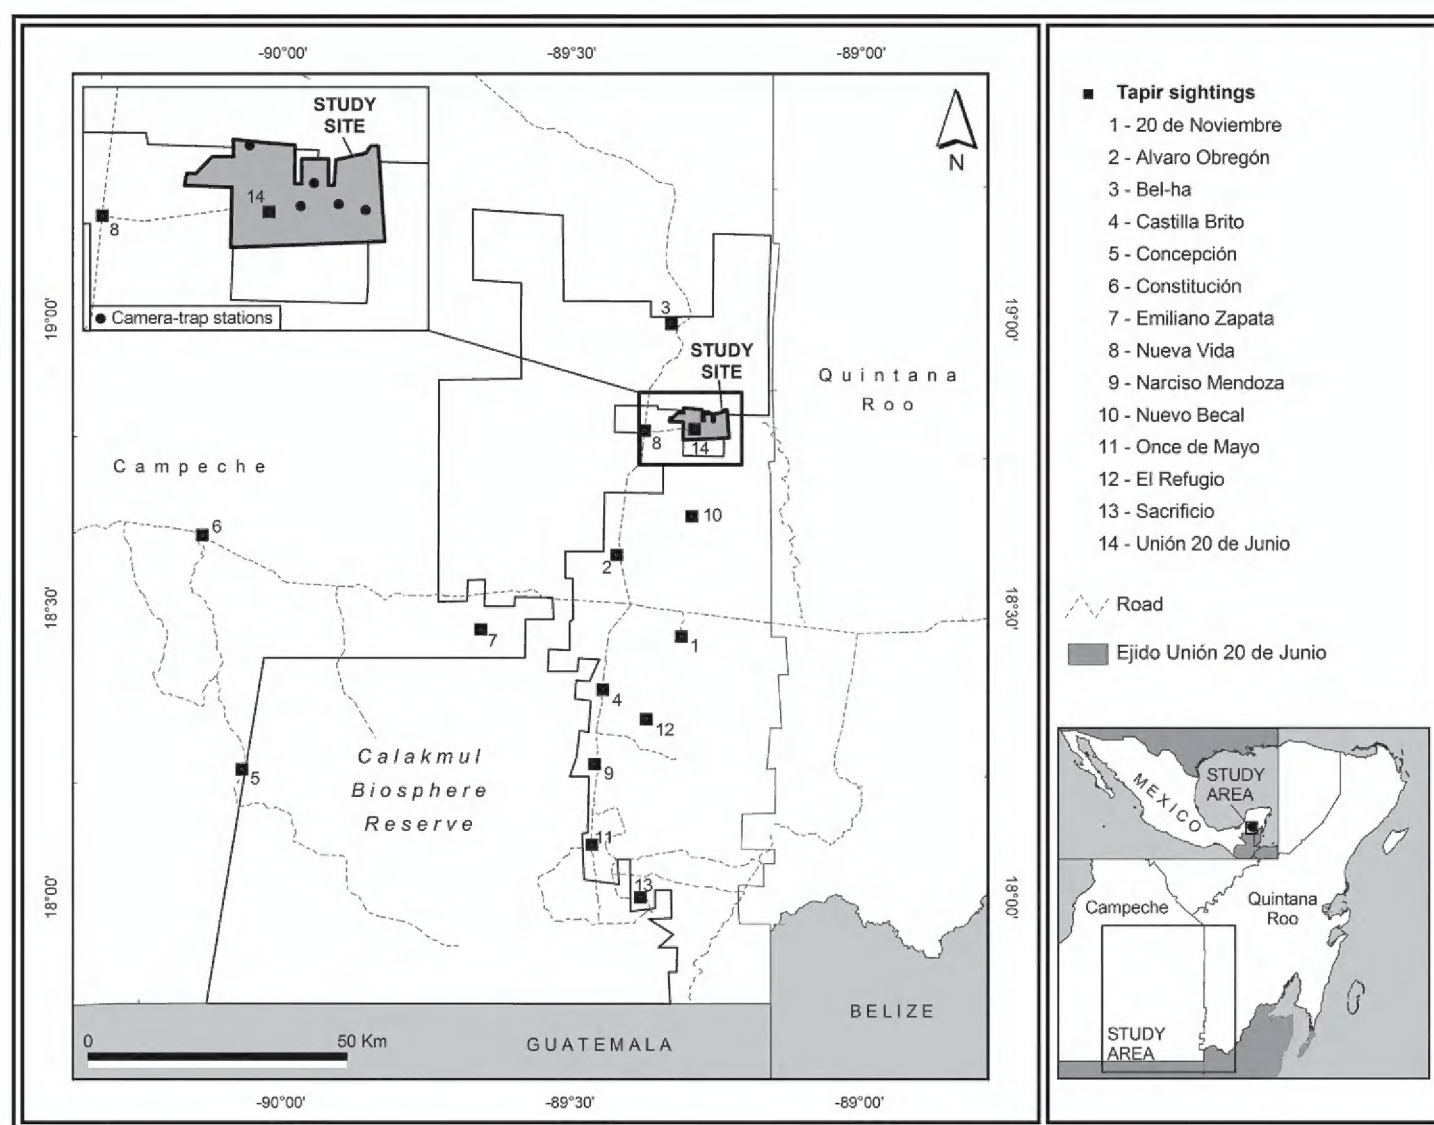 -90°00'
-89°30'
-89°00'
STUDY
SITE
14
8
Camera-trap stations
N
19°00'
19°00'
3
STUDY
SITE
Quintana
Roo
8
14
Campeche
10
6
2
18°30'
18°30'
7
1
4
12
Calakmul
Biosphere
Reserve
5
9
11
13
18°00'
18°00'
BELIZE
0
50 Km
GUATEMALA
-90°00'
-89°30'
-89°00'
Tapir sightings
1 - 20 de Noviembre
2 - Alvaro Obregón
3 - Bel-ha
4 - Castilla Brito
5 - Concepción
6 - Constitución
7 - Emiliano Zapata
8 - Nueva Vida
9 - Narciso Mendoza
10 - Nuevo Becal
11 - Once de Mayo
12 - El Refugio
13 - Sacrificio
14 - Unión 20 de Junio
Road
Ejido Unión 20 de Junio
MEXICO
STUDY
AREA
Campeche
Quintana
Roo
STUDY
AREA